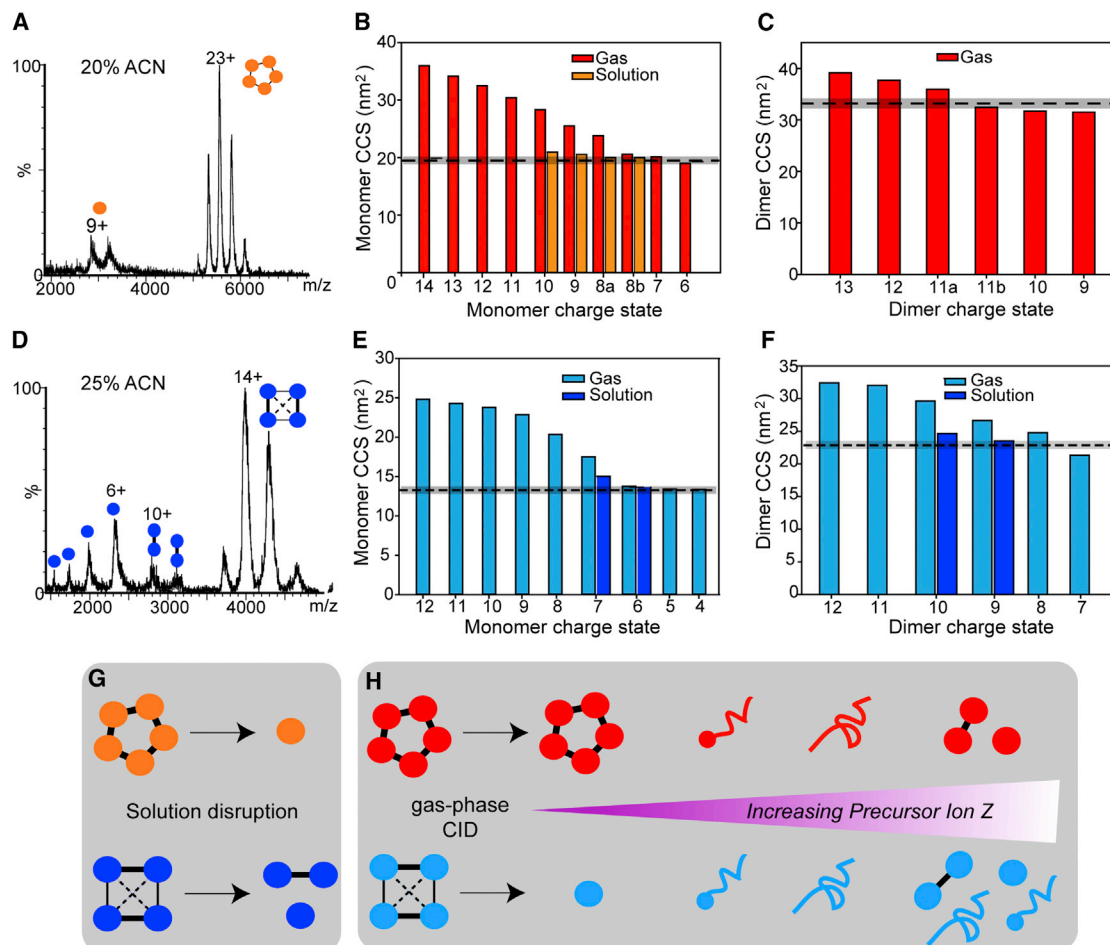 A
20% ACN
23+
100
%
9+
0
2000
4000
6000
m/z
B
Monomer CCS (nm²)
40
30
20
10
0
Gas
Solution
14 13 12 11 10 9 8a 8b 7 6
Monomer charge state
C
Dimer CCS (nm²)
40
30
20
10
0
Gas
13 12 11a 11b 10 9
Dimer charge state
D
25% ACN
14+
100
%
6+
10+
0
2000
3000
4000
m/z
E
Monomer CCS (nm²)
30
25
20
15
10
5
0
Gas
Solution
12 11 10 9 8 7 6 5 4
Monomer charge state
F
Dimer CCS (nm²)
35
30
25
20
15
10
5
0
Gas
Solution
12 11 10 9 8 7
Dimer charge state
G
Solution disruption
H
gas-phase
CID
Increasing Precursor Ion Z